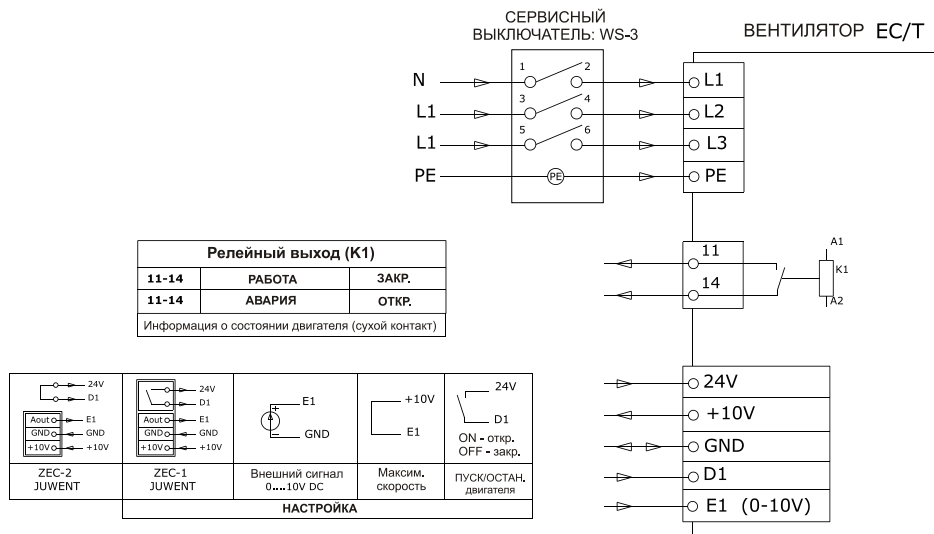 СЕРВИСНЫЙ
ВЫКЛЮЧАТЕЛЬ: WS-3
ВЕНТИЛЯТОР EC/T
N 1 2 L1
L1 3 4 L2
L1 5 6 L3
PE PE PE
Релейный выход (K1)
11-14 РАБОТА ЗАКР.
11-14 АВАРИЯ ОТКР.
Информация о состоянии двигателя (сухой контакт)
11
14
A1
K1
A2
24V
D1
Aout E1
GND GND
+10V +10V
ZEC-2
JUWENT
24V
D1
Aout E1
GND GND
+10V +10V
ZEC-1
JUWENT
E1
GND
Внешний сигнал
0....10V DC
+10V
E1
Максим.
скорость
24V
D1
ON - откр.
OFF - закр.
ПУСК/ОСТАН.
двигателя
НАСТРОЙКА
24V
+10V
GND
D1
E1 (0-10V)